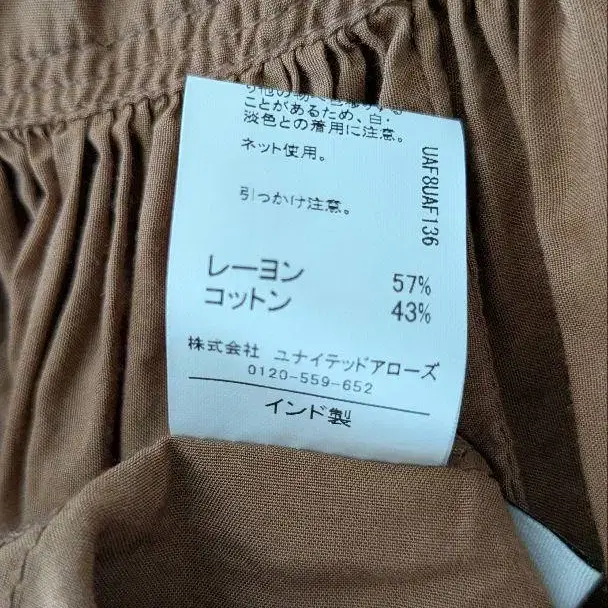 ことがあるため、白・
淡色との着用に注意。
ネット使用。
引っかけ注意。
UAF8UAF136
レーヨン 57%
コットン 43%
株式会社 ユナイテッドアローズ
0120-559-652
インド製